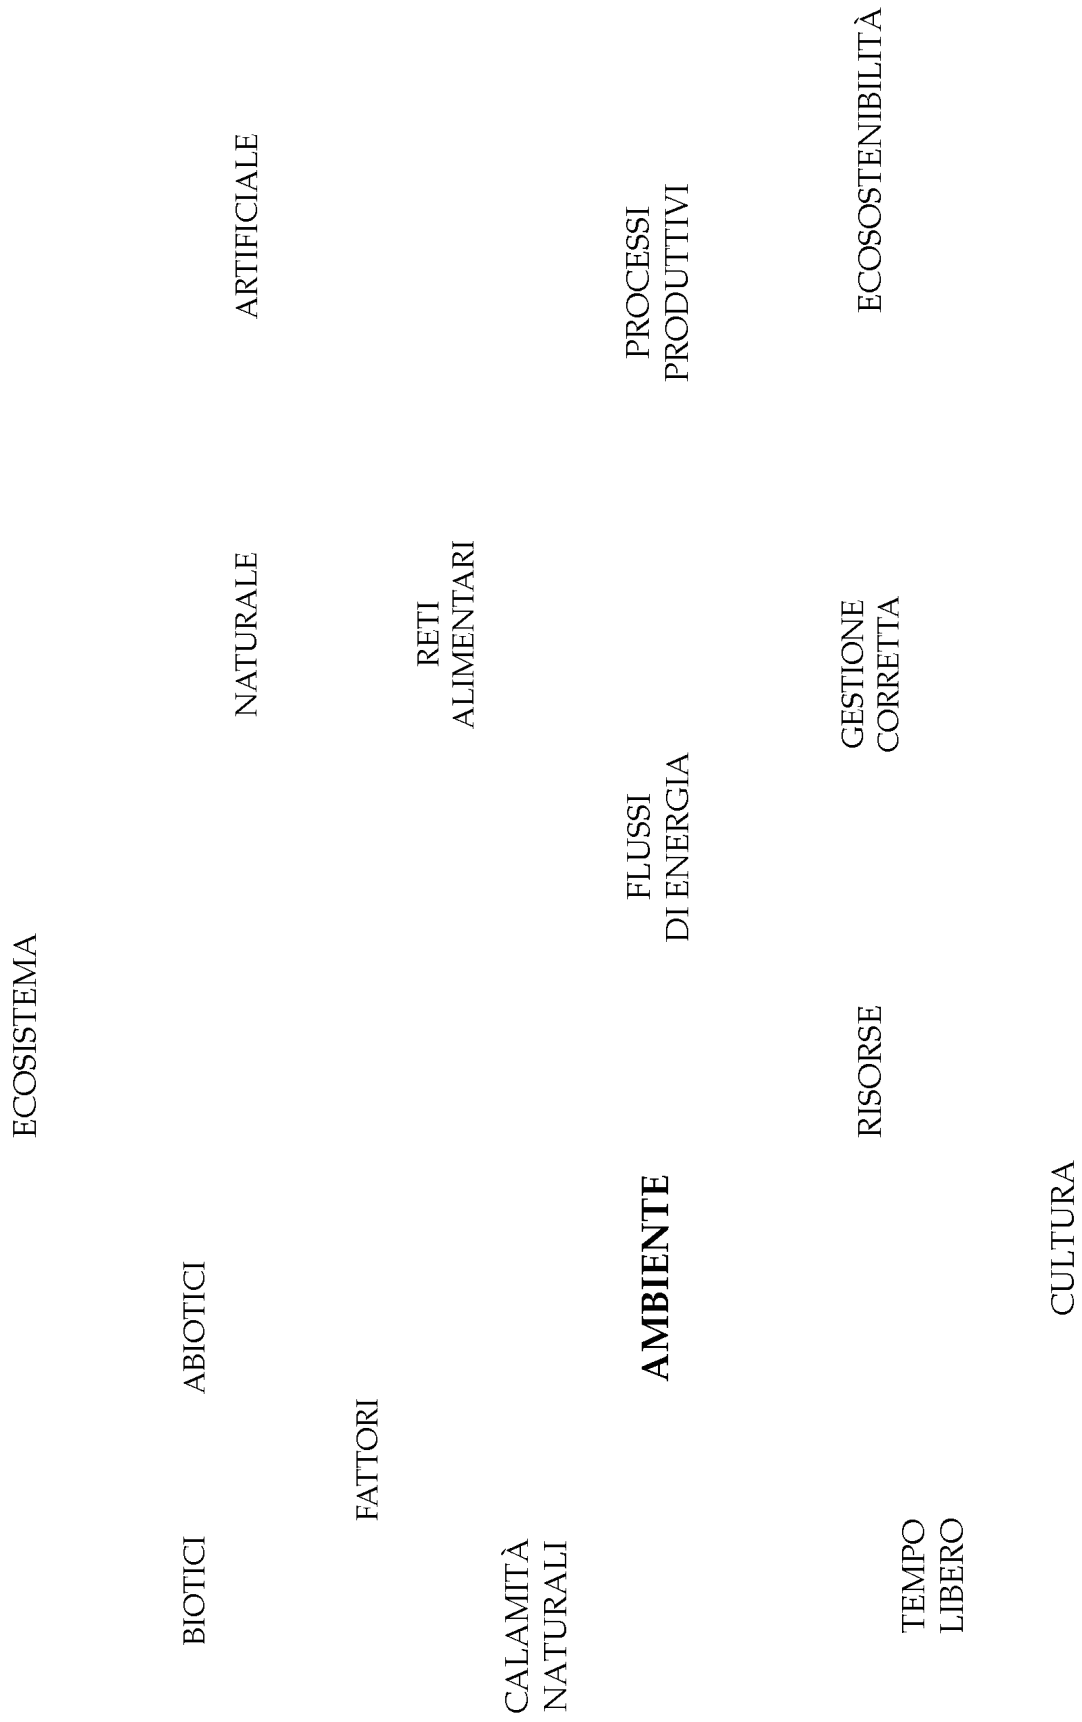 ECOSISTEMA
BIOTICI
ABIOTICI
NATURALE
ARTIFICIALE
FATTORI
RETI
ALIMENTARI
CALAMITÀ
NATURALI
AMBIENTE
FLUSSI
DI ENERGIA
PROCESSI
PRODUTTIVI
RISORSE
GESTIONE
CORRETTA
ECOSOSTENIBILITÀ
TEMPO
LIBERO
CULTURA